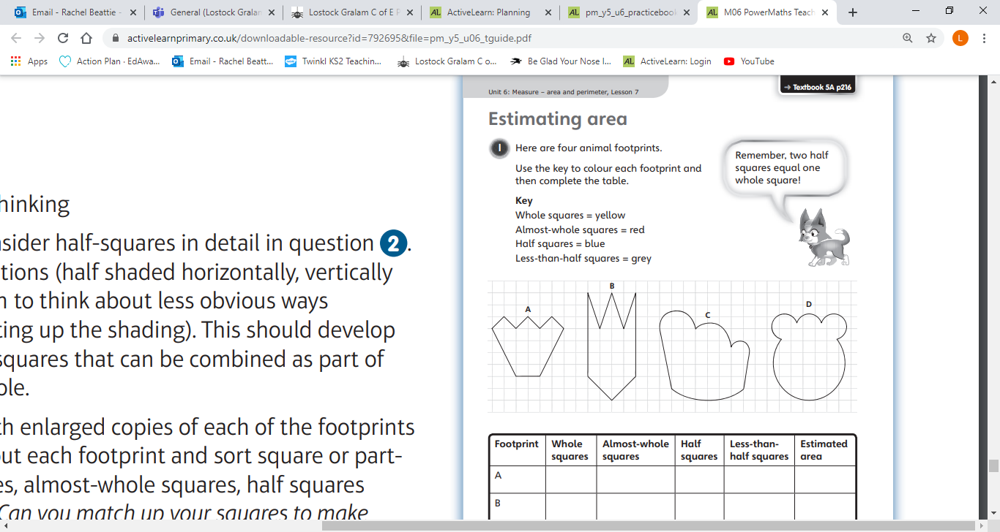 Email - Rachel Beattie -
General (Lostock Gralam
Lostock Gralam C of E P
ActiveLearn: Planning
pm_y5_u6_practicebook
M06 PowerMaths Teach
activelearnprimary.co.uk/downloadable-resource?id=792695&file=pm_y5_u06_tguide.pdf
L
Apps
Action Plan · EdAwa...
Email - Rachel Beatt...
Twinkl KS2 Teachin...
Lostock Gralam C o...
Be Glad Your Nose I...
ActiveLearn: Login
YouTube
hinking
nsider half-squares in detail in question 2.
tions (half shaded horizontally, vertically
n to think about less obvious ways
ting up the shading). This should develop
squares that can be combined as part of
ole.
th enlarged copies of each of the footprints
out each footprint and sort square or part-
es, almost-whole squares, half squares
Can you match up your squares to make
Unit 6: Measure – area and perimeter, Lesson 7
→ Textbook 5A p216
Estimating area
1 Here are four animal footprints.
Use the key to colour each footprint and
then complete the table.
Key
Whole squares = yellow
Almost-whole squares = red
Half squares = blue
Less-than-half squares = grey
Remember, two half
squares equal one
whole square!
A
B
C
D
Footprint Whole squares Almost-whole squares Half squares Less-than-half squares Estimated area
A
B